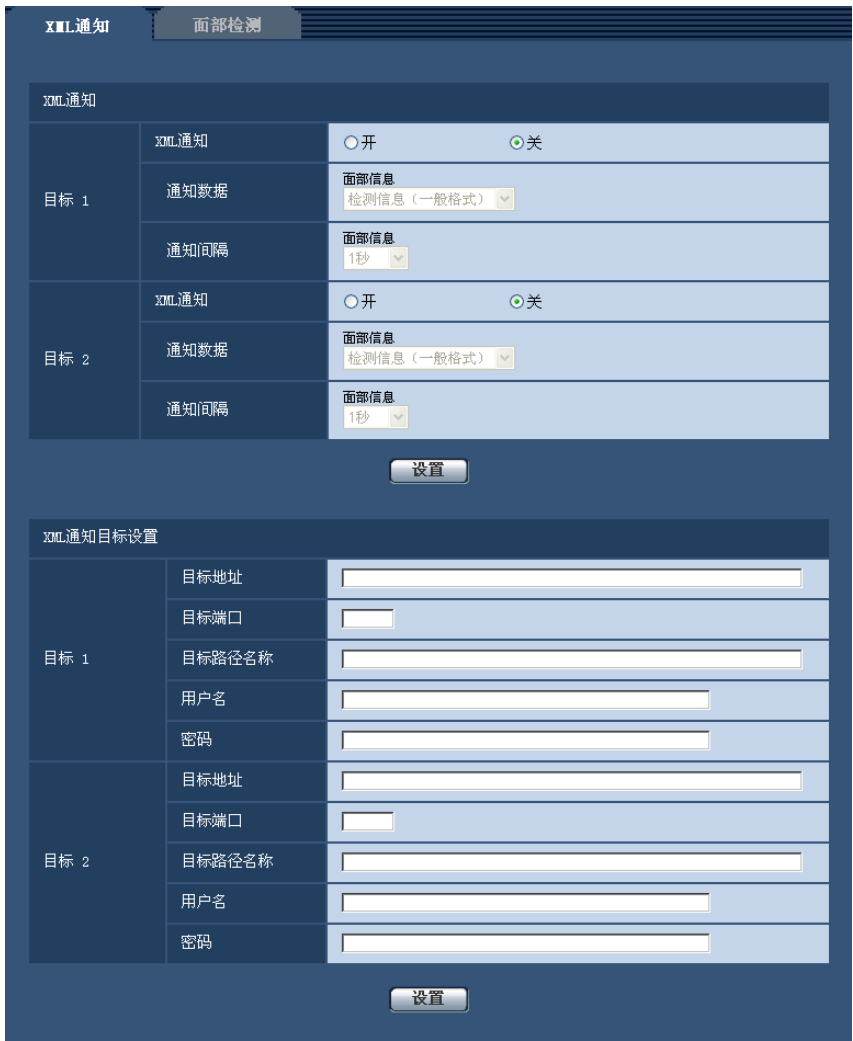 XML通知 面部检测
XML通知
目标 1
XML通知 开 关
通知数据 面部信息
检测信息（一般格式）
通知间隔 面部信息
1秒
目标 2
XML通知 开 关
通知数据 面部信息
检测信息（一般格式）
通知间隔 面部信息
1秒
设置
XML通知目标设置
目标 1
目标地址
目标端口
目标路径名称
用户名
密码
目标 2
目标地址
目标端口
目标路径名称
用户名
密码
设置